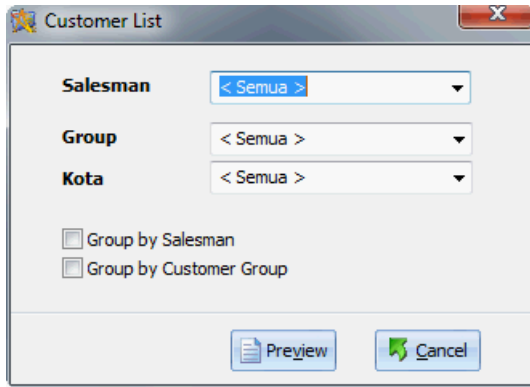 Customer List
Salesman < Semua >
Group < Semua >
Kota < Semua >
Group by Salesman
Group by Customer Group
Preview Cancel